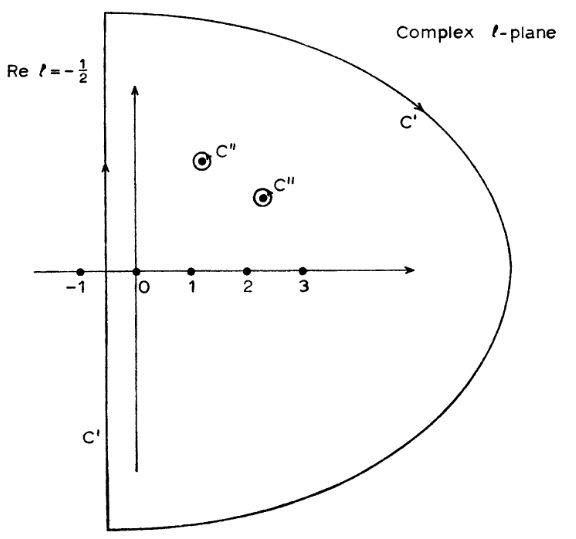 Complex ℓ-plane
Re ℓ = -½
C'
C"
C"
-1 0 1 2 3
C'